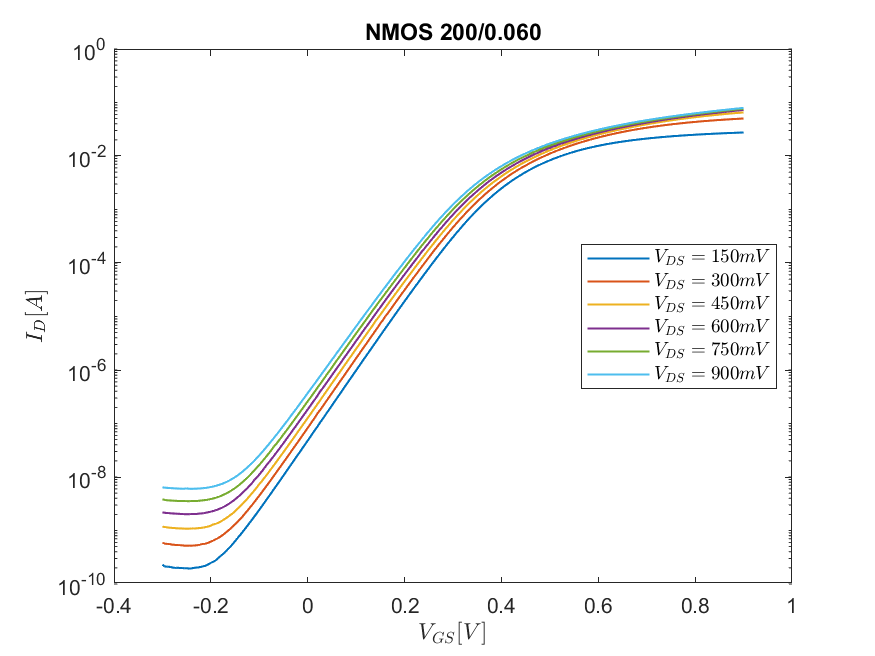 NMOS 200/0.060
10^0
10^-2
10^-4
10^-6
10^-8
10^-10
I_D[A]
V_DS = 150mV
V_DS = 300mV
V_DS = 450mV
V_DS = 600mV
V_DS = 750mV
V_DS = 900mV
-0.4 -0.2 0 0.2 0.4 0.6 0.8 1
V_GS[V]